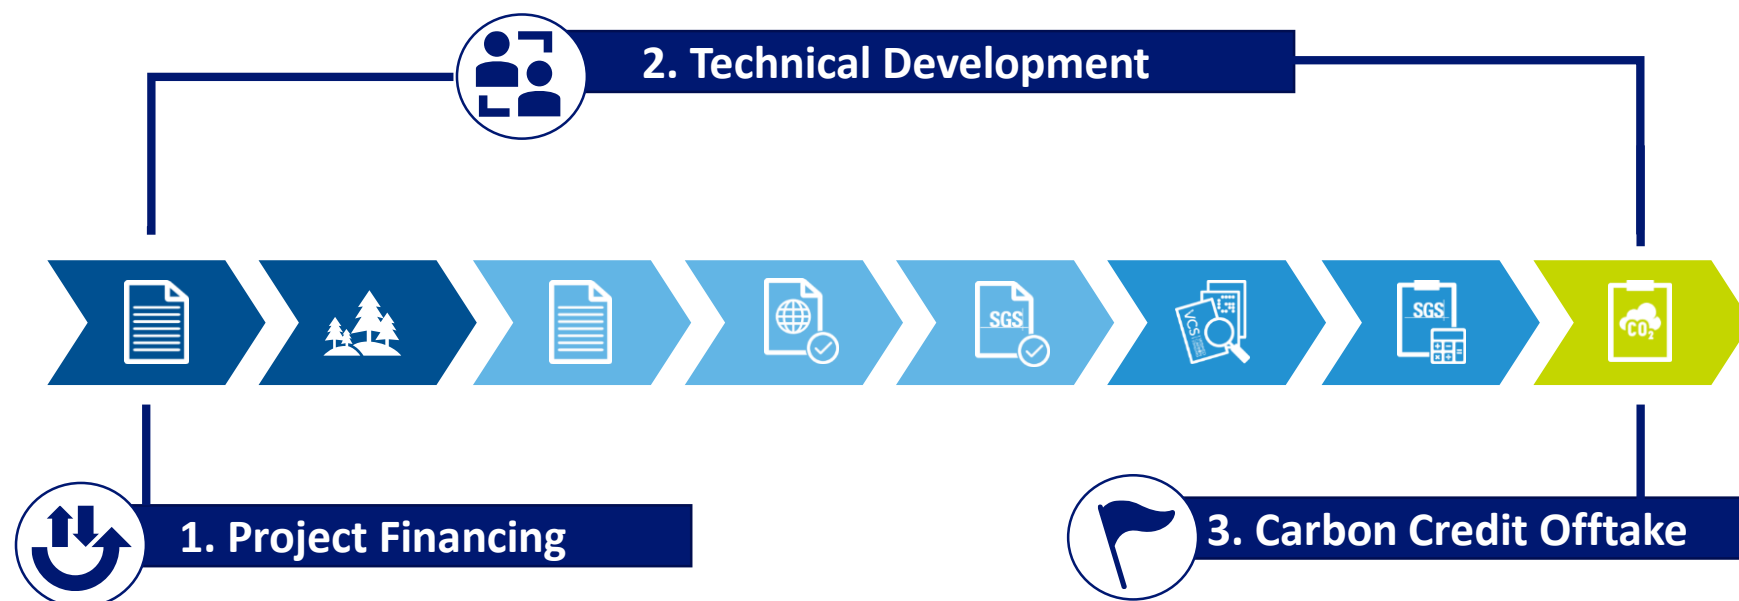 2. Technical Development
SGS
VCS
SGS
CO₂
1. Project Financing
3. Carbon Credit Offtake